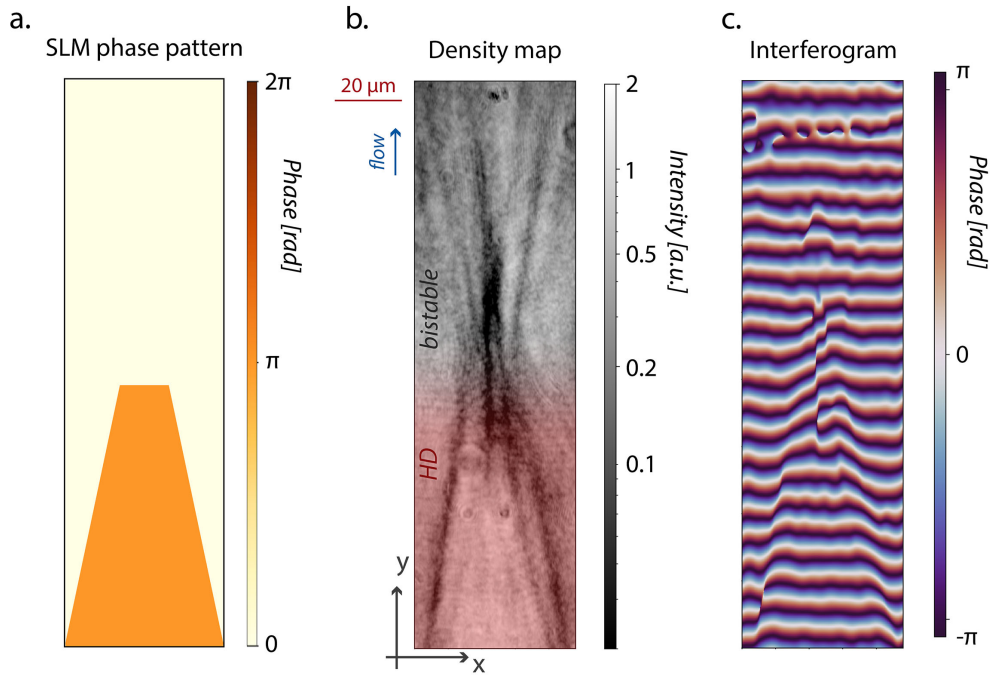 a.
SLM phase pattern
2π
π
0
Phase [rad]
b.
Density map
20 µm
flow
bistable
HD
y
x
2
1
0.5
0.2
0.1
Intensity [a.u.]
c.
Interferogram
π
0
-π
Phase [rad]